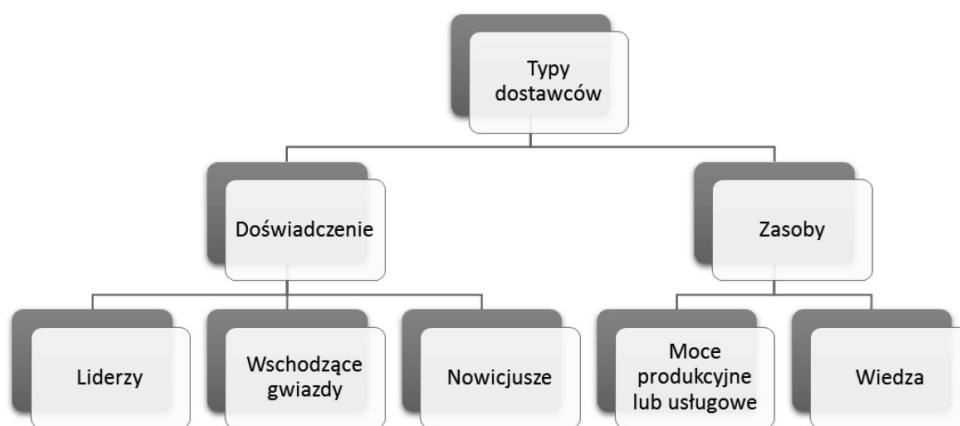 Typy
dostawców
Doświadczenie
Zasoby
Liderzy
Wschodzące
gwiazdy
Nowicjusze
Moce
produkcyjne
lub usługowe
Wiedza